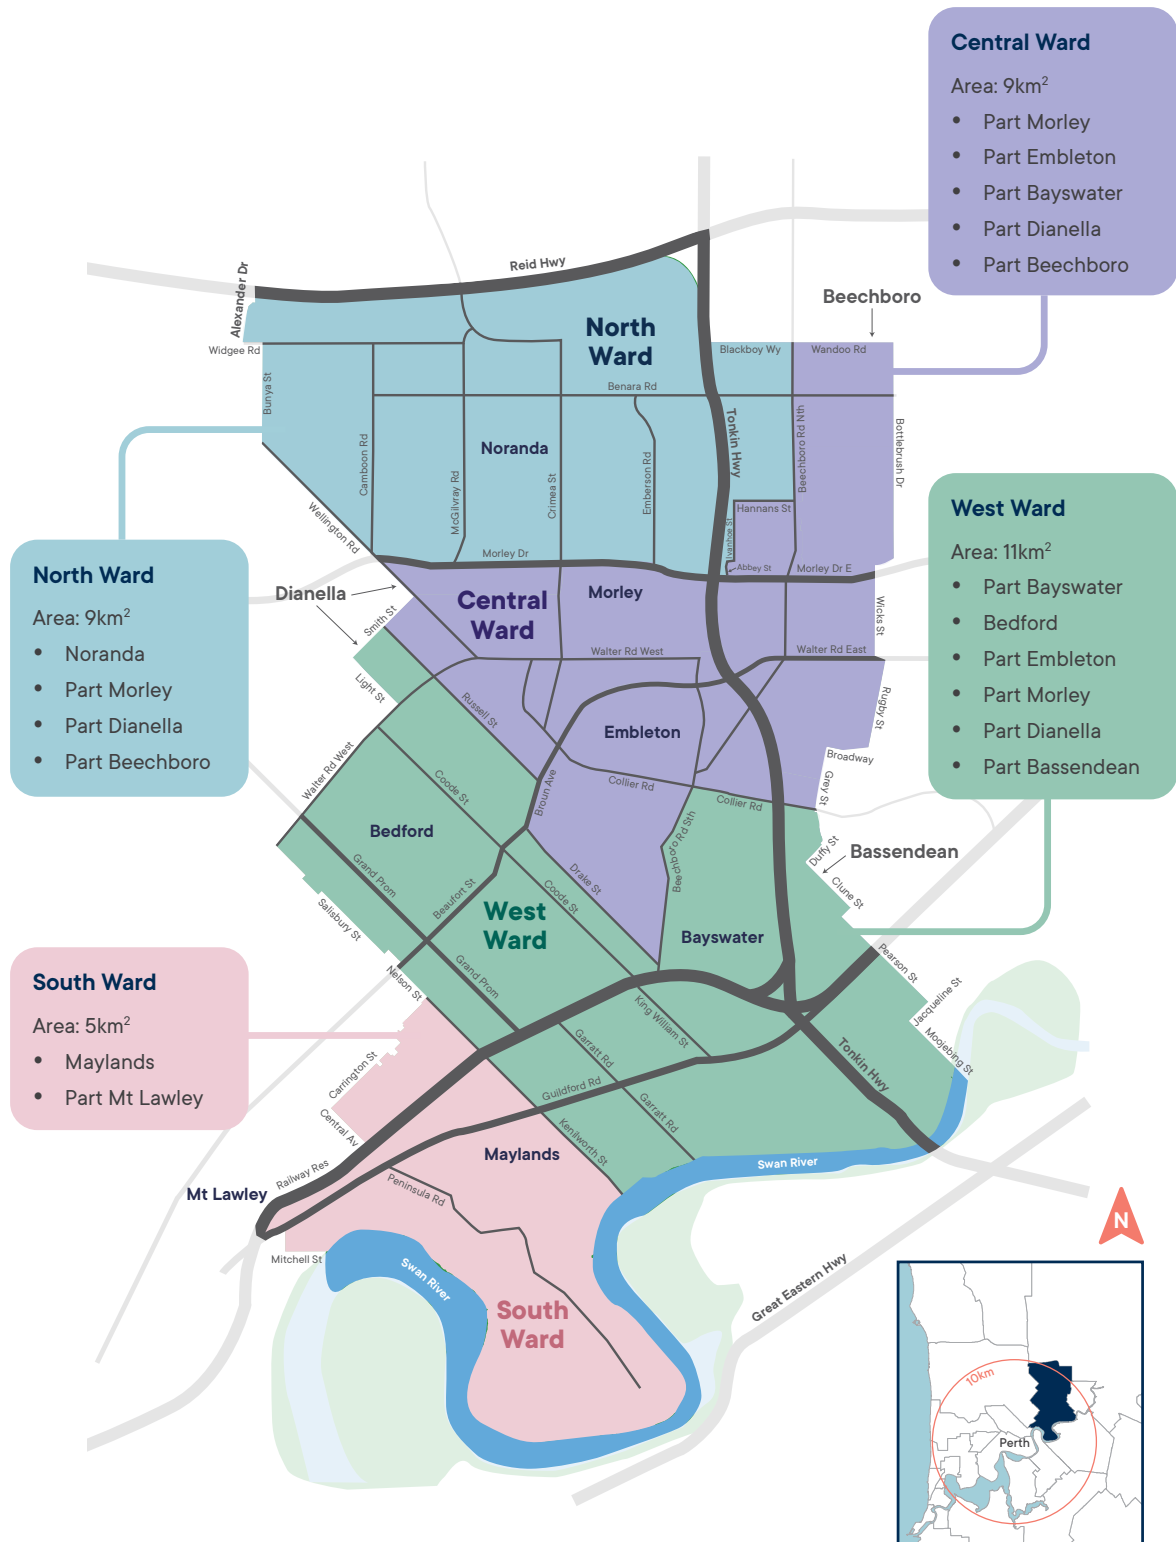 Central Ward
Area: 9km²
• Part Morley
• Part Embleton
• Part Bayswater
• Part Dianella
• Part Beechboro
Reid Hwy
Alexander Dr
Beechboro
North
Ward
Widgee Rd
Blackboy Wy
Wandoo Rd
Bunya St
Benara Rd
Tonkin Hwy
Beechboro Rd Nth
Bottlebrush Dr
Noranda
Camboon Rd
McGilvray Rd
Crimea St
Emberson Rd
Wellington Rd
Hannans St
Ivanhoe St
Abbey St
Morley Dr
Morley Dr E
West Ward
Area: 11km²
• Part Bayswater
• Bedford
• Part Embleton
• Part Morley
• Part Dianella
• Part Bassendean
North Ward
Area: 9km²
• Noranda
• Part Morley
• Part Dianella
• Part Beechboro
Dianella
Smith St
Central
Ward
Morley
Wicks St
Walter Rd West
Walter Rd East
Light St
Russell St
Rugby St
Embleton
Broadway
Walter Rd West
Coode St
Broun Ave
Collier Rd
Collier Rd
Grey St
Bedford
Beechboro Rd Sth
Duffy St
Bassendean
Clune St
Grand Prom
Drake St
Beaufort St
Coode St
Salisbury St
West
Ward
Bayswater
Pearson St
Nelson St
Grand Prom
Jacqueline St
King William St
Moojebing St
South Ward
Area: 5km²
• Maylands
• Part Mt Lawley
Carrington St
Garratt Rd
Tonkin Hwy
Guildford Rd
Garratt Rd
Central Av
Kenilworth St
Maylands
Swan River
Railway Res
Mt Lawley
Peninsula Rd
Mitchell St
Swan River
Great Eastern Hwy
N
South
Ward
10km
Perth